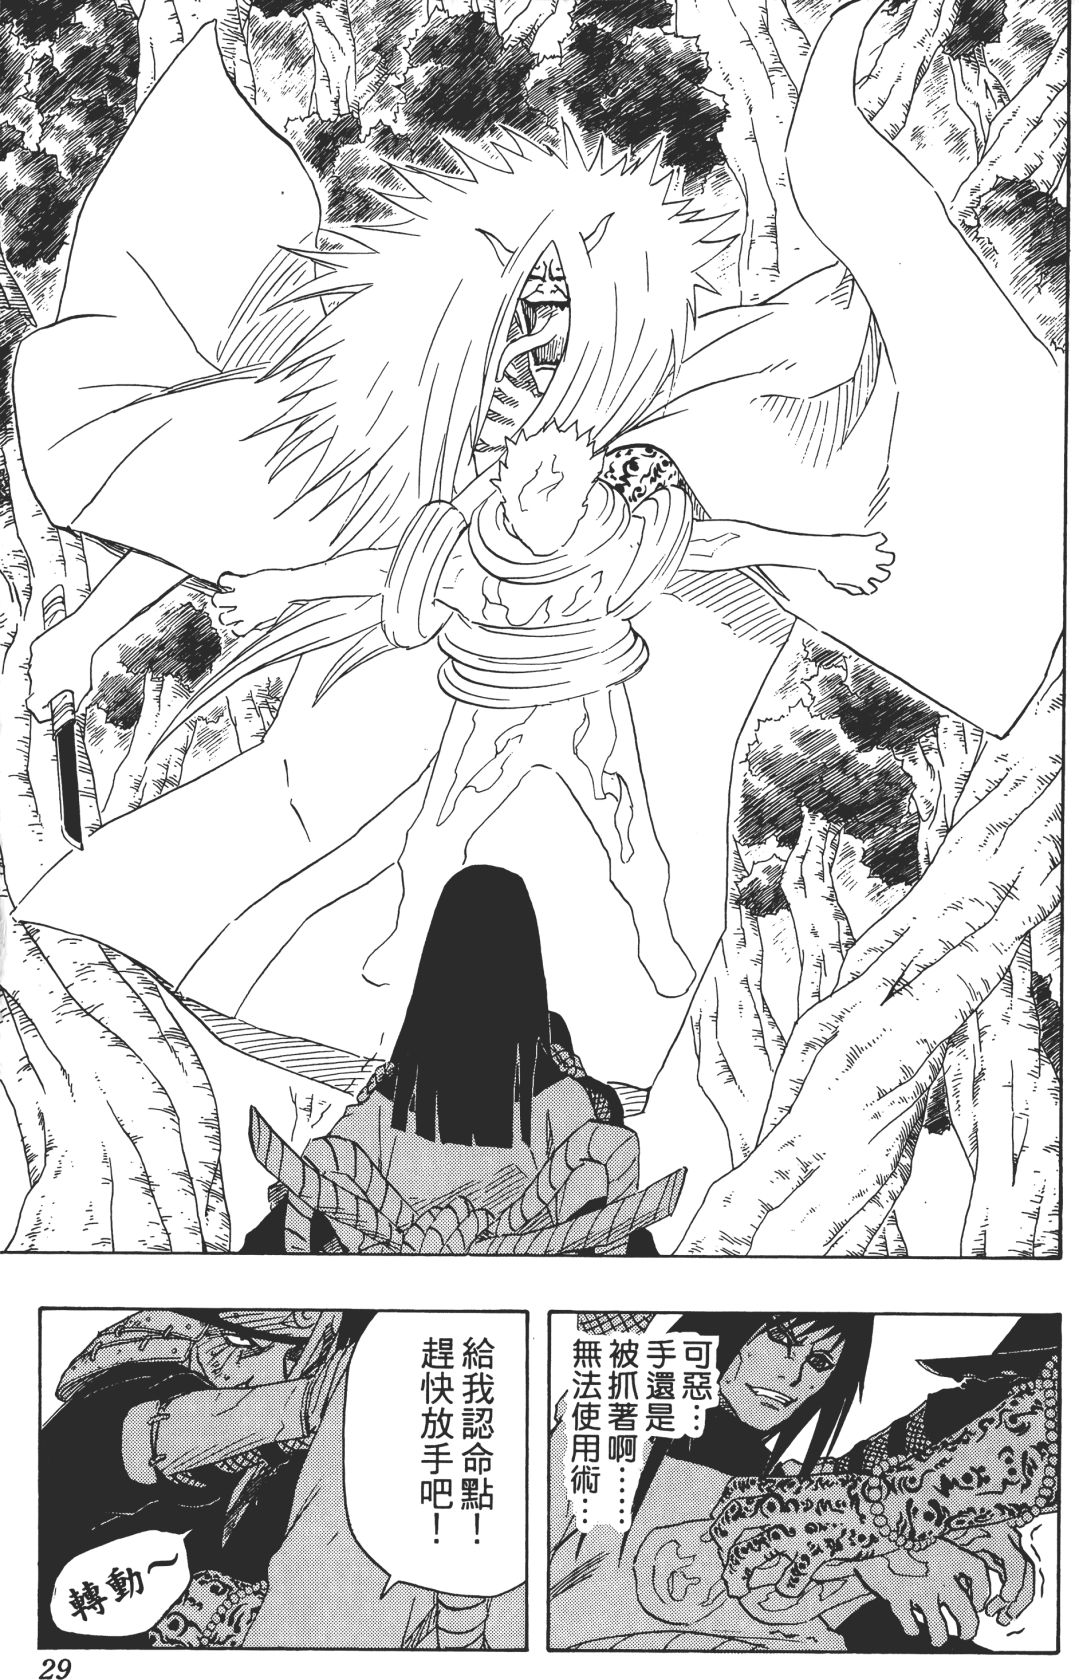 可惡…
手還是
被抓著啊……
無法使用術…
給我認命點！
趕快放手吧！
轉動～
29